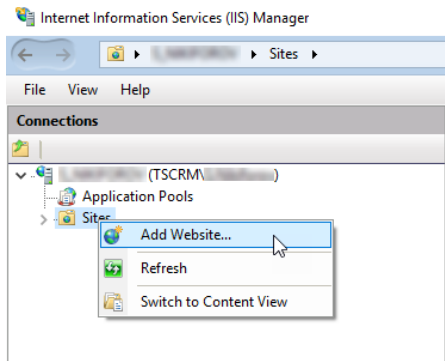 Internet Information Services (IIS) Manager
Sites
File View Help
Connections
(TSCRM\ )
Application Pools
Sites
Add Website...
Refresh
Switch to Content View